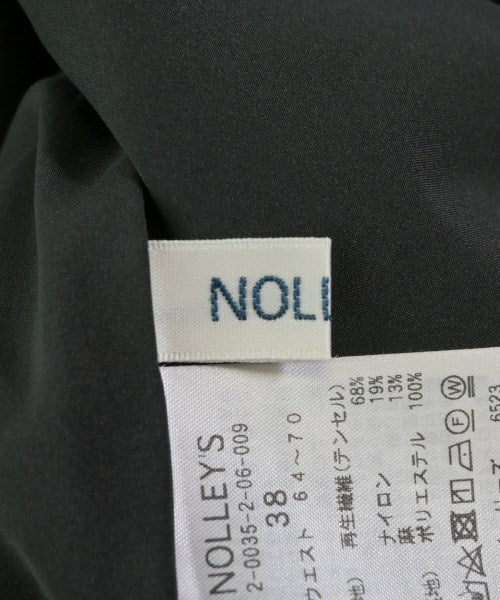 NOLL
NOLLEY'S
2-0035-2-06-009
38
ウエスト 64～70
再生繊維(テンセル) 68%
ナイロン 19%
麻 13%
ポリエステル 100%
6523